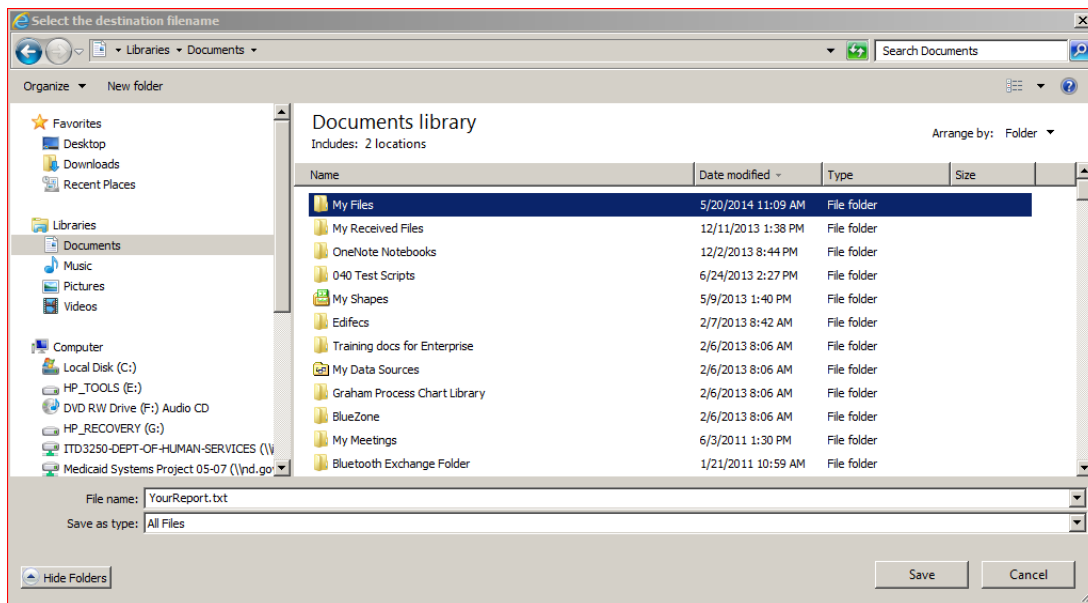 Select the destination filename
Libraries Documents
Search Documents
Organize New folder
Favorites
Desktop
Downloads
Recent Places
Libraries
Documents
Music
Pictures
Videos
Computer
Local Disk (C:)
HP_TOOLS (E:)
DVD RW Drive (F:) Audio CD
HP_RECOVERY (G:)
ITD3250-DEPT-OF-HUMAN-SERVICES (\\
Medicaid Systems Project 05-07 (\\nd.go
Documents library
Includes: 2 locations
Arrange by: Folder
Name Date modified Type Size
My Files 5/20/2014 11:09 AM File folder
My Received Files 12/11/2013 1:38 PM File folder
OneNote Notebooks 12/2/2013 8:44 PM File folder
040 Test Scripts 6/24/2013 2:27 PM File folder
My Shapes 5/9/2013 1:40 PM File folder
Edifecs 2/7/2013 8:42 AM File folder
Training docs for Enterprise 2/6/2013 8:06 AM File folder
My Data Sources 2/6/2013 8:06 AM File folder
Graham Process Chart Library 2/6/2013 8:06 AM File folder
BlueZone 2/6/2013 8:06 AM File folder
My Meetings 6/3/2011 1:30 PM File folder
Bluetooth Exchange Folder 1/21/2011 10:59 AM File folder
File name: YourReport.txt
Save as type: All Files
Hide Folders
Save Cancel